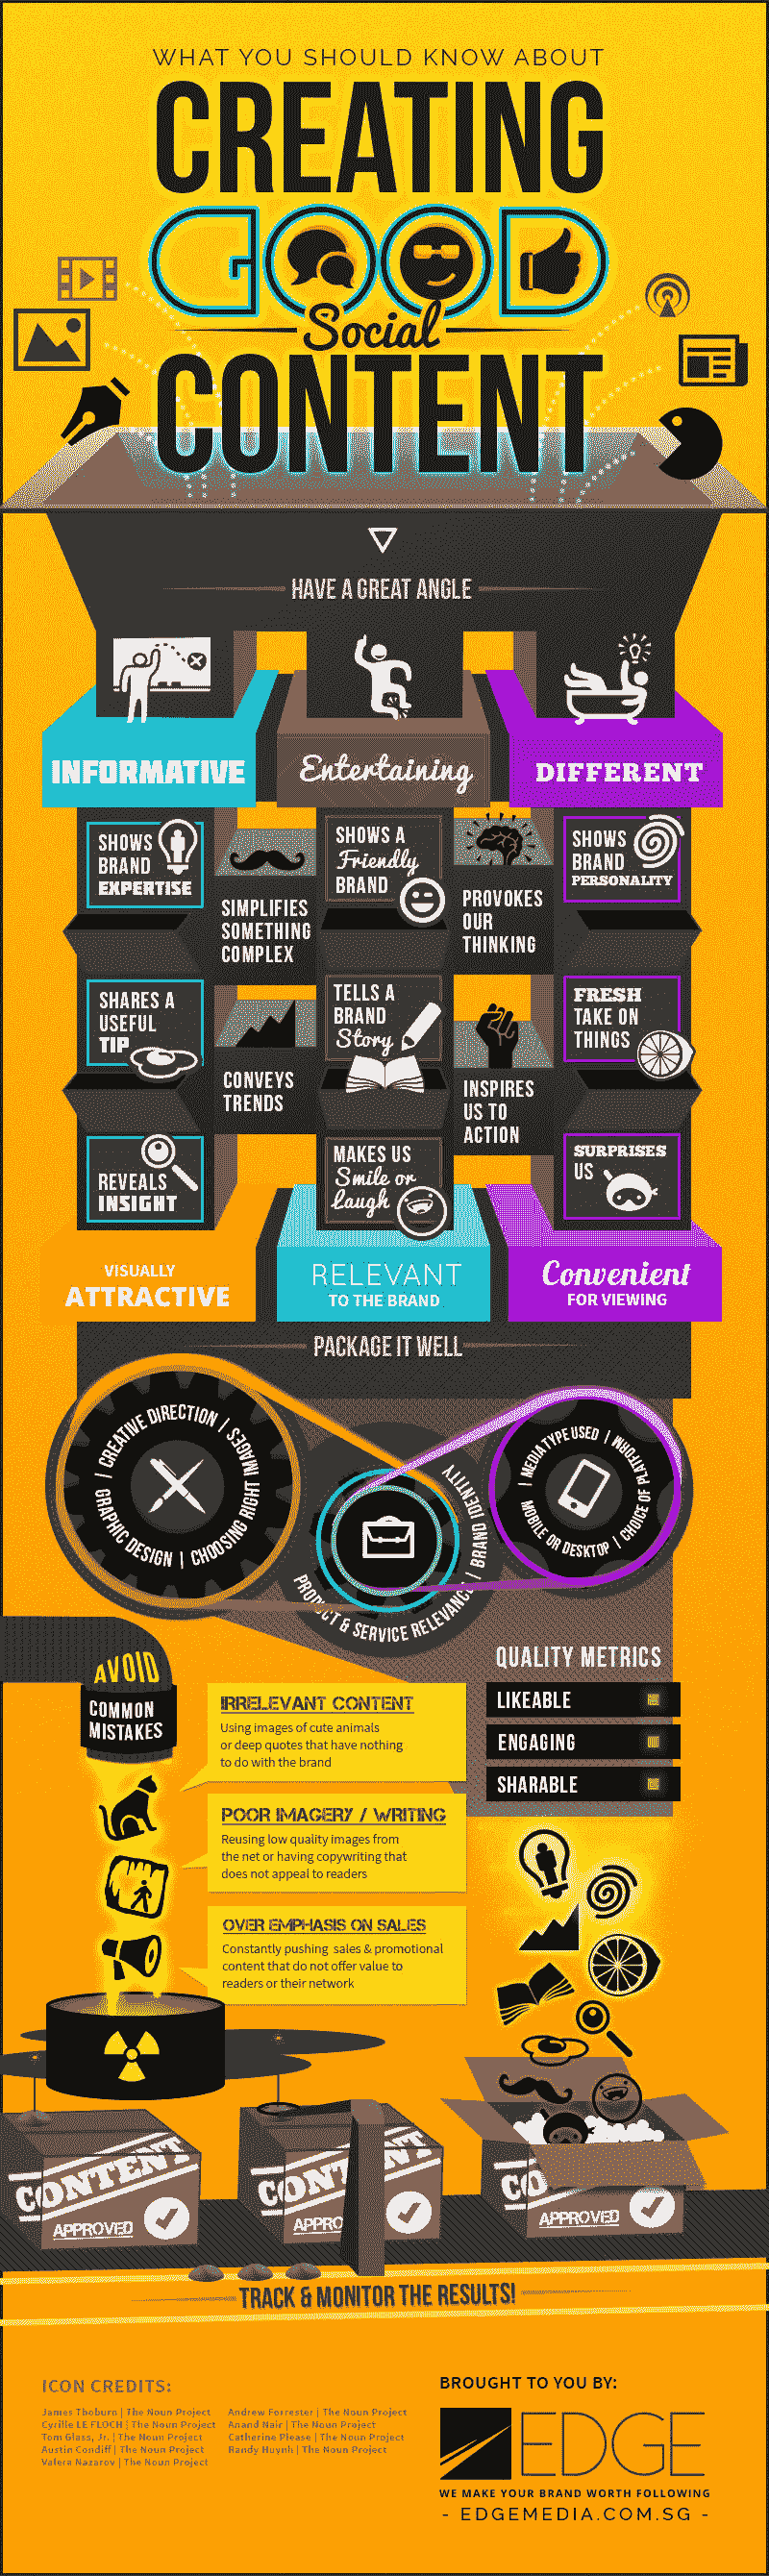 WHAT YOU SHOULD KNOW ABOUT
CREATING
GOOD
Social
CONTENT
HAVE A GREAT ANGLE
INFORMATIVE
Entertaining
DIFFERENT
SHOWS
BRAND
EXPERTISE
SIMPLIFIES
SOMETHING
COMPLEX
SHOWS A
Friendly
BRAND
PROVOKES
OUR
THINKING
SHOWS
BRAND
PERSONALITY
SHARES A
USEFUL
TIP
CONVEYS
TRENDS
TELLS A
BRAND
Story
INSPIRES
US TO
ACTION
FRESH
TAKE ON
THINGS
REVEALS
INSIGHT
MAKES US
Smile or
Laugh
SURPRISES
US
VISUALLY
ATTRACTIVE
RELEVANT
TO THE BRAND
Convenient
FOR VIEWING
PACKAGE IT WELL
| CREATIVE DIRECTION | CHOOSING RIGHT IMAGES | GRAPHIC DESIGN
PRODUCT & SERVICE RELEVANCE | BRAND IDENTITY
| MEDIA TYPE USED | CHOICE OF PLATFORM | MOBILE OR DESKTOP
AVOID
COMMON
MISTAKES
IRRELEVANT CONTENT
Using images of cute animals
or deep quotes that have nothing
to do with the brand
POOR IMAGERY / WRITING
Reusing low quality images from
the net or having copywriting that
does not appeal to readers
OVER EMPHASIS ON SALES
Constantly pushing sales & promotional
content that do not offer value to
readers or their network
QUALITY METRICS
LIKEABLE
ENGAGING
SHARABLE
CONTENT
APPROVED
CONTENT
APPRO
CO
APPROVED
TRACK & MONITOR THE RESULTS!
ICON CREDITS:
James Thoburn | The Noun Project
Cyrille LE FLOCH | The Noun Project
Tom Glass, Jr. | The Noun Project
Austin Condiff | The Noun Project
Valera Nazarov | The Noun Project
Andrew Forrester | The Noun Project
Anand Nair | The Noun Project
Catherine Please | The Noun Project
Randy Huynh | The Noun Project
BROUGHT TO YOU BY:
EDGE
WE MAKE YOUR BRAND WORTH FOLLOWING
- EDGEMEDIA.COM.SG -